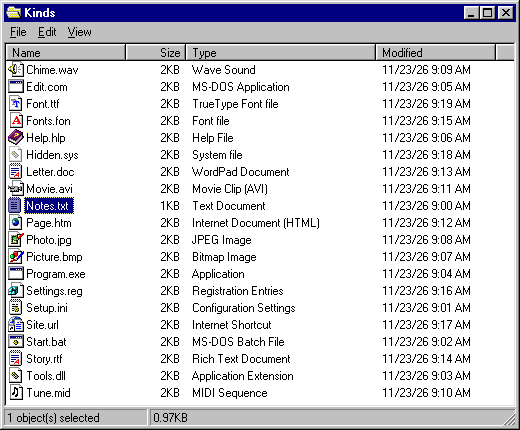 Kinds
File Edit View
Name Size Type Modified
Chime.wav 2KB Wave Sound 11/23/26 9:09 AM
Edit.com 2KB MS-DOS Application 11/23/26 9:05 AM
Font.ttf 2KB TrueType Font file 11/23/26 9:19 AM
Fonts.fon 2KB Font file 11/23/26 9:15 AM
Help.hlp 2KB Help File 11/23/26 9:06 AM
Hidden.sys 2KB System file 11/23/26 9:18 AM
Letter.doc 2KB WordPad Document 11/23/26 9:13 AM
Movie.avi 2KB Movie Clip (AVI) 11/23/26 9:11 AM
Notes.txt 1KB Text Document 11/23/26 9:00 AM
Page.htm 2KB Internet Document (HTML) 11/23/26 9:12 AM
Photo.jpg 2KB JPEG Image 11/23/26 9:08 AM
Picture.bmp 2KB Bitmap Image 11/23/26 9:07 AM
Program.exe 2KB Application 11/23/26 9:04 AM
Settings.reg 2KB Registration Entries 11/23/26 9:16 AM
Setup.ini 2KB Configuration Settings 11/23/26 9:01 AM
Site.url 2KB Internet Shortcut 11/23/26 9:17 AM
Start.bat 2KB MS-DOS Batch File 11/23/26 9:02 AM
Story.rtf 2KB Rich Text Document 11/23/26 9:14 AM
Tools.dll 2KB Application Extension 11/23/26 9:03 AM
Tune.mid 2KB MIDI Sequence 11/23/26 9:10 AM
1 object(s) selected 0.97KB